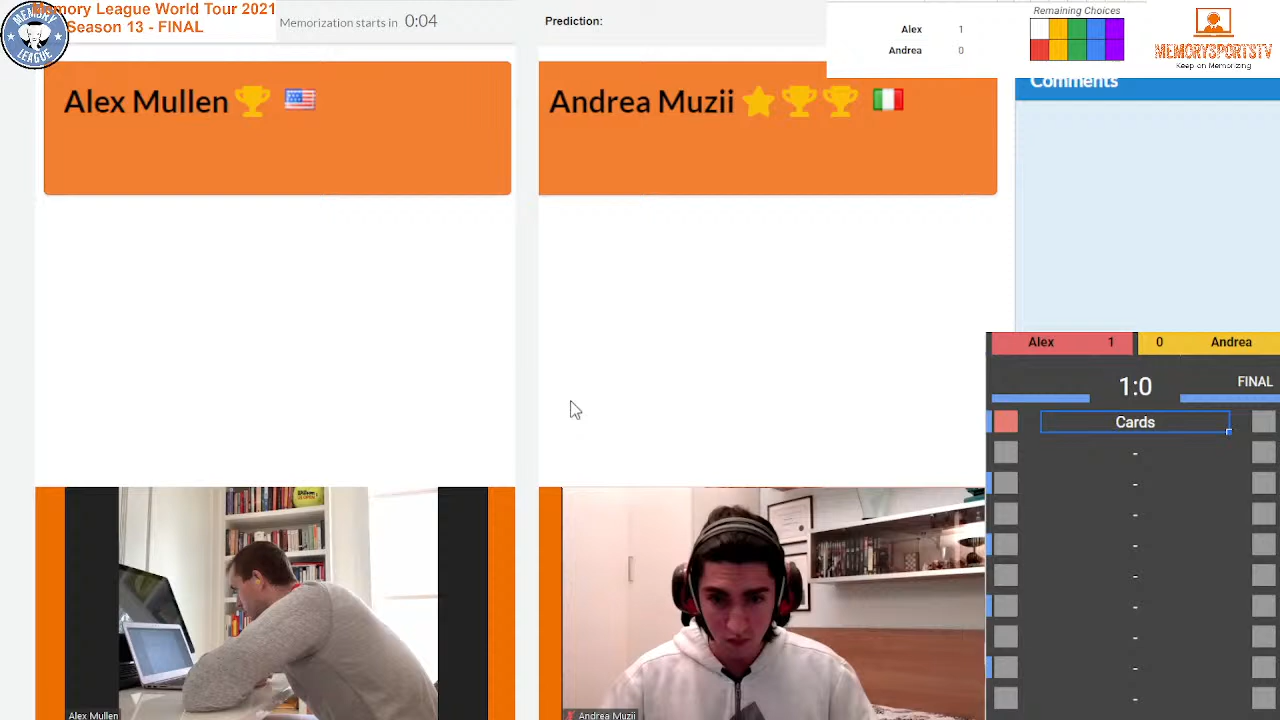 Memory League World Tour 2021
Season 13 - FINAL
MEMORY
LEAGUE
Memorization starts in 0:04
Prediction:
Alex 1
Andrea 0
Remaining Choices
MEMORYSPORTSTV
Keep on Memorizing
Comments
Alex Mullen
Andrea Muzii
Alex 1 0 Andrea
1:0 FINAL
Cards
-
-
-
-
-
-
-
-
-
Alex Mullen
Andrea Muzii